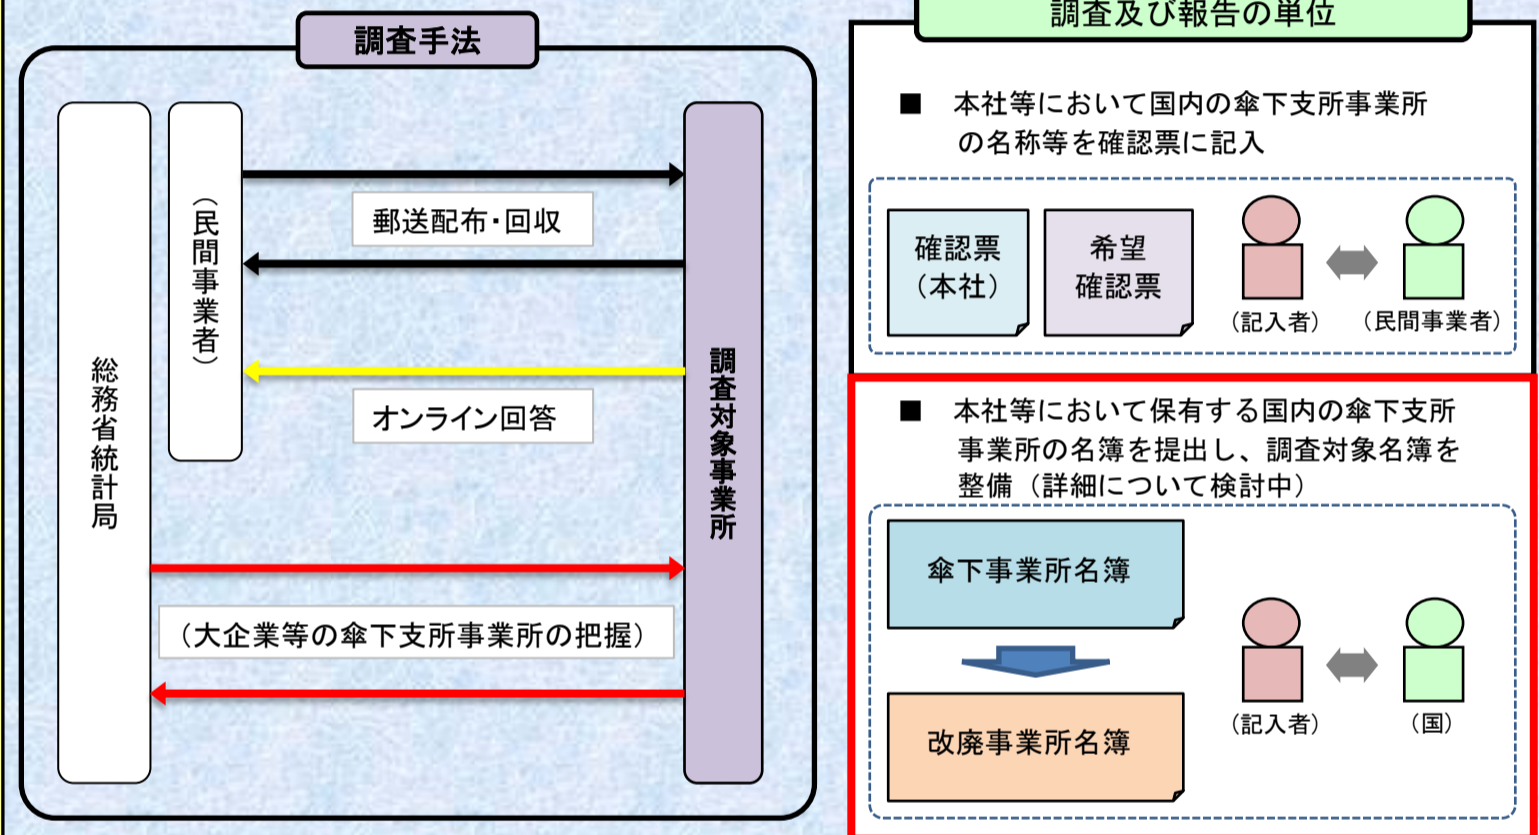 調査手法
総務省統計局
（民間事業者）
郵送配布・回収
オンライン回答
（大企業等の傘下支所事業所の把握）
調査対象事業所
調査及び報告の単位
■ 本社等において国内の傘下支所事業所
の名称等を確認票に記入
確認票
（本社）
希望
確認票
（記入者）
（民間事業者）
■ 本社等において保有する国内の傘下支所
事業所の名簿を提出し、調査対象名簿を
整備（詳細について検討中）
傘下事業所名簿
改廃事業所名簿
（記入者）
（国）